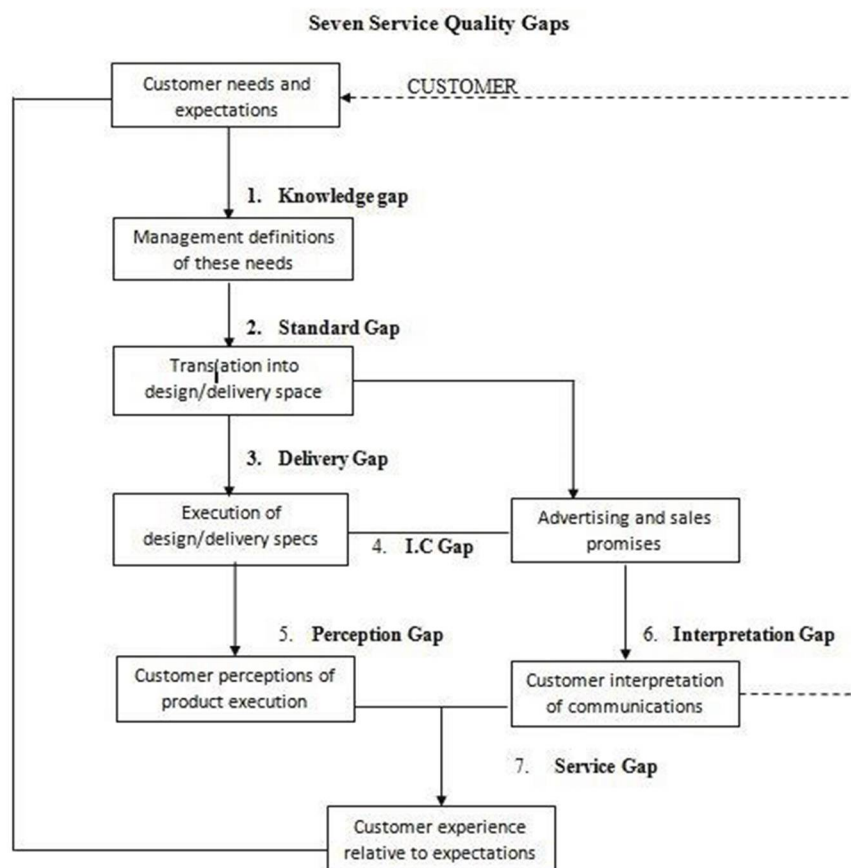 Seven Service Quality Gaps
Customer needs and
expectations
CUSTOMER
1. Knowledge gap
Management definitions
of these needs
2. Standard Gap
Translation into
design/delivery space
3. Delivery Gap
Execution of
design/delivery specs
4. I.C Gap
Advertising and sales
promises
5. Perception Gap
6. Interpretation Gap
Customer perceptions of
product execution
Customer interpretation
of communications
7. Service Gap
Customer experience
relative to expectations